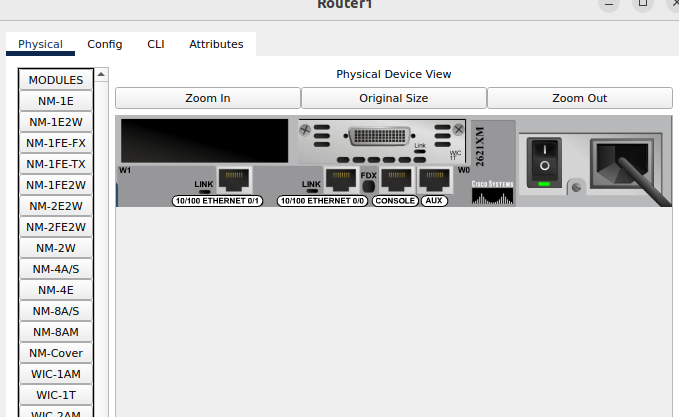 Router1
Physical Config CLI Attributes
MODULES
NM-1E
NM-1E2W
NM-1FE-FX
NM-1FE-TX
NM-1FE2W
NM-2E2W
NM-2FE2W
NM-2W
NM-4A/S
NM-4E
NM-8A/S
NM-8AM
NM-Cover
WIC-1AM
WIC-1T
WIC-2AM
Physical Device View
Zoom In Original Size Zoom Out
Link
WIC
1T
W1
W0
2621XM
LINK
LINK
FDX
10/100 ETHERNET 0/1
10/100 ETHERNET 0/0
CONSOLE
AUX
CISCO SYSTEMS
I
O